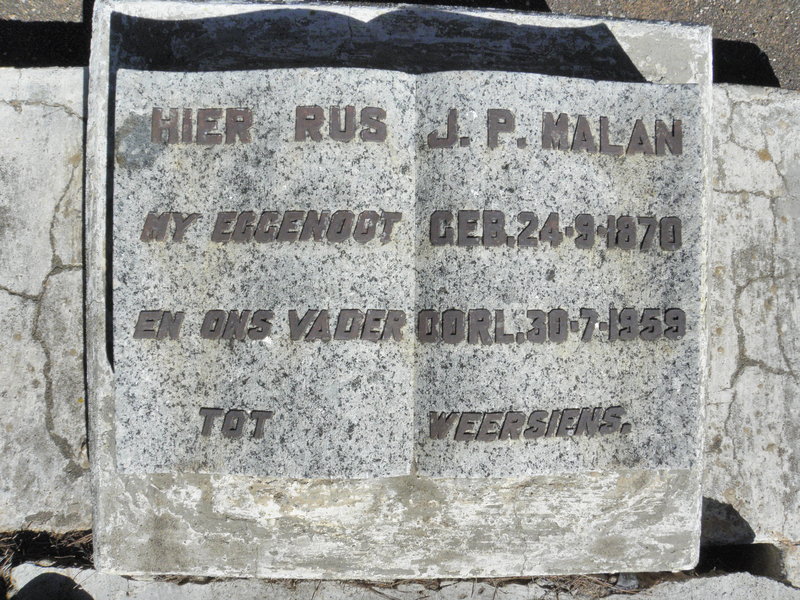 HIER RUS J. P. MALAN
MY EGGENOOT GEB. 24-9-1870
EN ONS VADER OORL. 30-7-1959
TOT WEERSIENS.